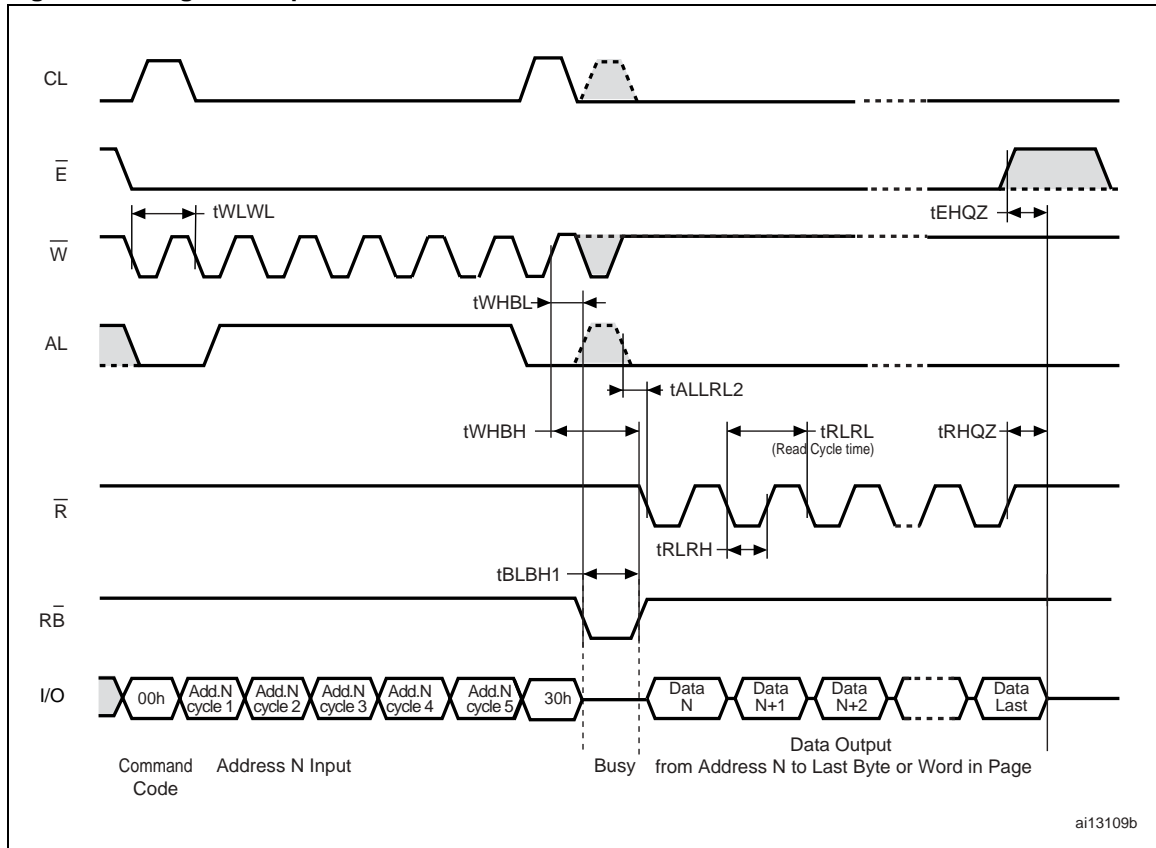 CL
E
tWLWL
tEHQZ
W
tWHBL
AL
tALLRL2
tWHBH
tRLRL
(Read Cycle time)
tRHQZ
R
tRLRH
tBLBH1
RB
I/O
00h
Add.N
cycle 1
Add.N
cycle 2
Add.N
cycle 3
Add.N
cycle 4
Add.N
cycle 5
30h
Data
N
Data
N+1
Data
N+2
Data
Last
Command
Code
Address N Input
Busy
Data Output
from Address N to Last Byte or Word in Page
ai13109b